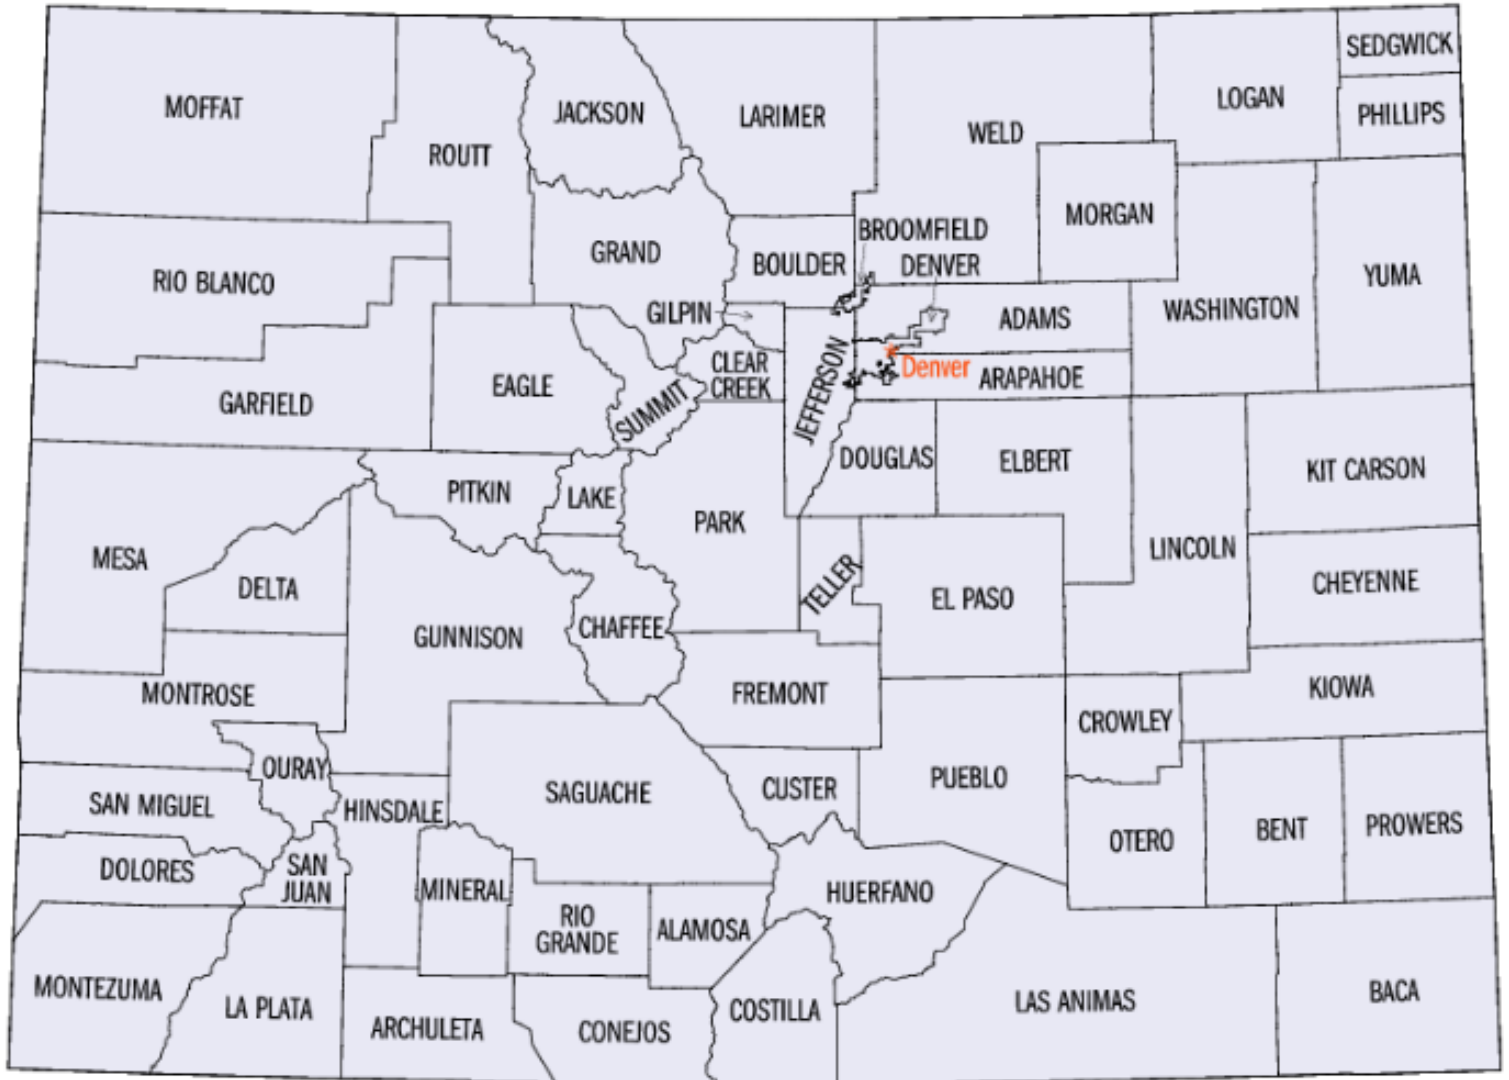 SEDGWICK
MOFFAT
JACKSON
LARIMER
LOGAN
PHILLIPS
WELD
ROUTT
MORGAN
BROOMFIELD
GRAND
BOULDER
DENVER
YUMA
RIO BLANCO
GILPIN
ADAMS
WASHINGTON
CLEAR
CREEK
Denver
ARAPAHOE
EAGLE
SUMMIT
JEFFERSON
GARFIELD
DOUGLAS
ELBERT
KIT CARSON
PITKIN
LAKE
PARK
LINCOLN
MESA
DELTA
TELLER
EL PASO
CHEYENNE
GUNNISON
CHAFFEE
MONTROSE
FREMONT
KIOWA
CROWLEY
OURAY
PUEBLO
SAN MIGUEL
HINSDALE
SAGUACHE
CUSTER
OTERO
BENT
PROWERS
DOLORES
SAN
JUAN
MINERAL
HUERFANO
RIO
GRANDE
ALAMOSA
MONTEZUMA
LA PLATA
ARCHULETA
CONEJOS
COSTILLA
LAS ANIMAS
BACA